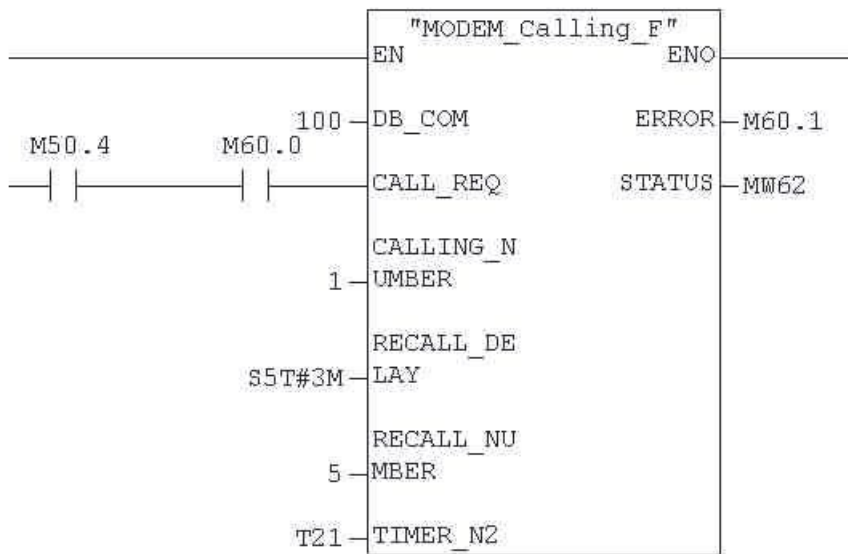 "MODEM_Calling_F"
EN ENO
100 DB_COM ERROR M60.1
M50.4 M60.0
CALL_REQ STATUS MW62
CALLING_N
1 UMBER
RECALL_DE
S5T#3M LAY
RECALL_NU
5 MBER
T21 TIMER_N2